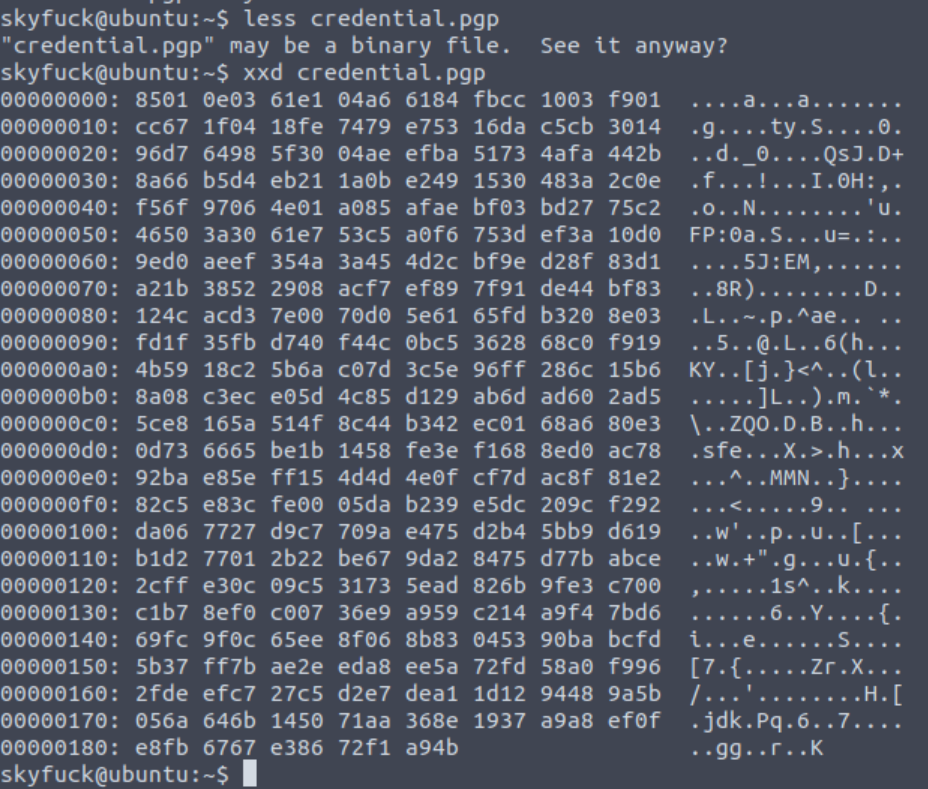 skyfuck@ubuntu:~$ less credential.pgp
"credential.pgp" may be a binary file.  See it anyway?
skyfuck@ubuntu:~$ xxd credential.pgp
00000000: 8501 0e03 61e1 04a6 6184 fbcc 1003 f901  ....a...a.......
00000010: cc67 1f04 18fe 7479 e753 16da c5cb 3014  .g....ty.S....0.
00000020: 96d7 6498 5f30 04ae efba 5173 4afa 442b  ..d._0....QsJ.D+
00000030: 8a66 b5d4 eb21 1a0b e249 1530 483a 2c0e  .f...!...I.0H:,.
00000040: f56f 9706 4e01 a085 afae bf03 bd27 75c2  .o..N........'u.
00000050: 4650 3a30 61e7 53c5 a0f6 753d ef3a 10d0  FP:0a.S...u=.:..
00000060: 9ed0 aeef 354a 3a45 4d2c bf9e d28f 83d1  ....5J:EM,......
00000070: a21b 3852 2908 acf7 ef89 7f91 de44 bf83  ..8R)........D..
00000080: 124c acd3 7e00 70d0 5e61 65fd b320 8e03  .L..~.p.^ae.. ..
00000090: fd1f 35fb d740 f44c 0bc5 3628 68c0 f919  ..5..@.L..6(h...
000000a0: 4b59 18c2 5b6a c07d 3c5e 96ff 286c 15b6  KY..[j.}<^..(l..
000000b0: 8a08 c3ec e05d 4c85 d129 ab6d ad60 2ad5  .....]L..).m.`*.
000000c0: 5ce8 165a 514f 8c44 b342 ec01 68a6 80e3  \..ZQO.D.B..h...
000000d0: 0d73 6665 be1b 1458 fe3e f168 8ed0 ac78  .sfe...X.>.h...x
000000e0: 92ba e85e ff15 4d4d 4e0f cf7d ac8f 81e2  ...^..MMN..}....
000000f0: 82c5 e83c fe00 05da b239 e5dc 209c f292  ...<.....9.. ...
00000100: da06 7727 d9c7 709a e475 d2b4 5bb9 d619  ..w'..p..u..[...
00000110: b1d2 7701 2b22 be67 9da2 8475 d77b abce  ..w.+".g...u.{..
00000120: 2cff e30c 09c5 3173 5ead 826b 9fe3 c700  ,.....1s^..k....
00000130: c1b7 8ef0 c007 36e9 a959 c214 a9f4 7bd6  ......6..Y....{.
00000140: 69fc 9f0c 65ee 8f06 8b83 0453 90ba bcfd  i...e......S....
00000150: 5b37 ff7b ae2e eda8 ee5a 72fd 58a0 f996  [7.{.....Zr.X...
00000160: 2fde efc7 27c5 d2e7 dea1 1d12 9448 9a5b  /...'........H.[
00000170: 056a 646b 1450 71aa 368e 1937 a9a8 ef0f  .jdk.Pq.6..7....
00000180: e8fb 6767 e386 72f1 a94b  ..gg..r..K
skyfuck@ubuntu:~$